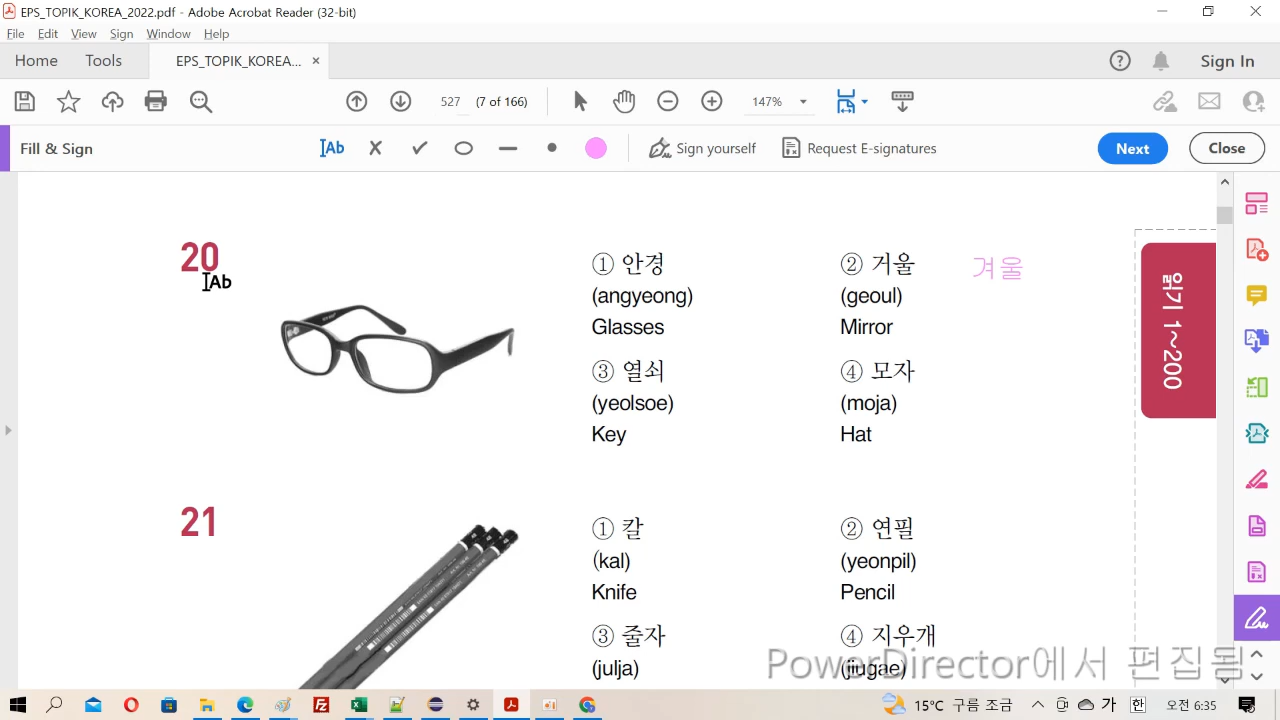 EPS_TOPIK_KOREA_2022.pdf - Adobe Acrobat Reader (32-bit)
File Edit View Sign Window Help
Home Tools EPS_TOPIK_KOREA... × Sign In
527 (7 of 166) 147%
Fill & Sign Ab Sign yourself Request E-signatures Next Close
20
Ab
① 안경
(angyeong)
Glasses
② 거울
(geoul)
Mirror
겨울
③ 열쇠
(yeolsoe)
Key
④ 모자
(moja)
Hat
읽기 1~200
21
① 칼
(kal)
Knife
② 연필
(yeonpil)
Pencil
③ 줄자
(julja)
④ 지우개
(jiugae)
PowerDirector에서 편집됨
15°C 구름 조금 가 한 오전 6:35